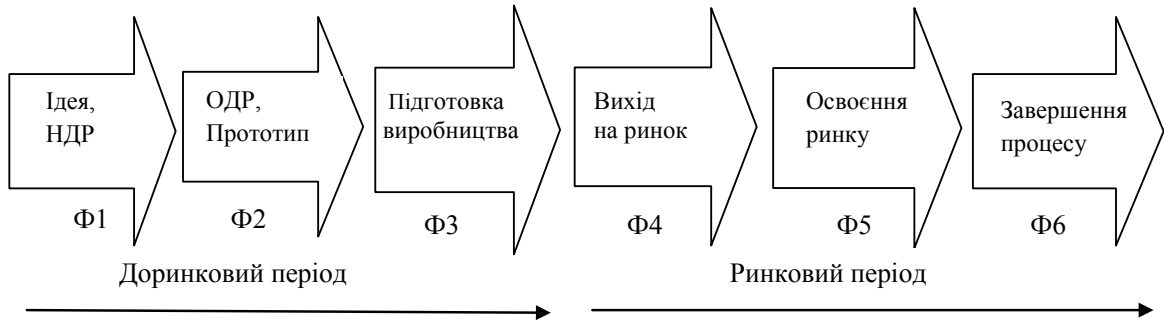 Ідея,
НДР
ОДР,
Прототип
Підготовка
виробництва
Вихід
на ринок
Освоєння
ринку
Завершення
процесу
Ф1
Ф2
Ф3
Ф4
Ф5
Ф6
Доринковий період
Ринковий період